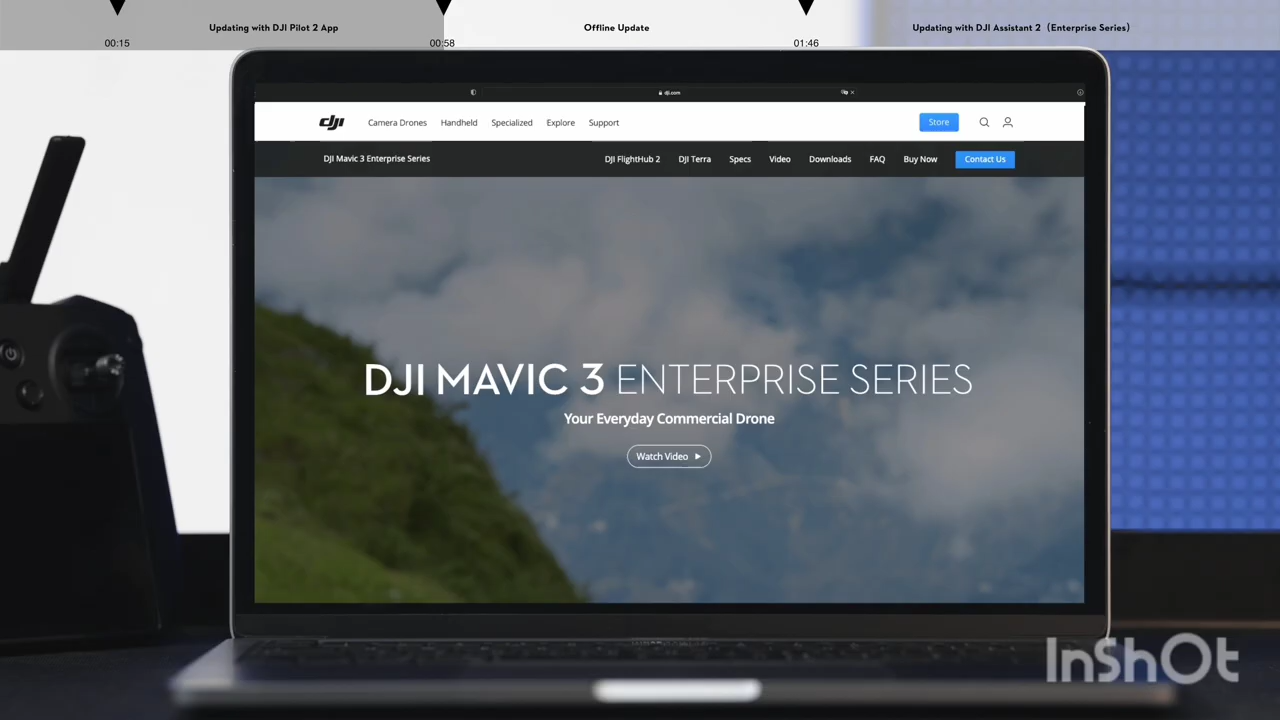 Updating with DJI Pilot 2 App
Offline Update
Updating with DJI Assistant 2 (Enterprise Series)
00:15
00:58
01:46
dji.com
dji
Camera Drones
Handheld
Specialized
Explore
Support
Store
DJI Mavic 3 Enterprise Series
DJI FlightHub 2
DJI Terra
Specs
Video
Downloads
FAQ
Buy Now
Contact Us
DJI MAVIC 3 ENTERPRISE SERIES
Your Everyday Commercial Drone
Watch Video
InShOt